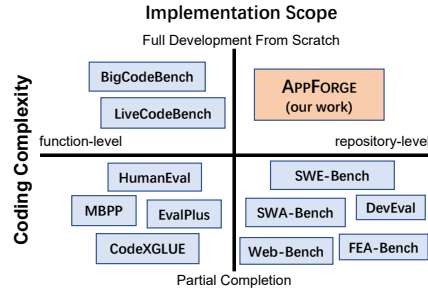 Implementation Scope
Full Development From Scratch
BigCodeBench
LiveCodeBench
APPFORGE
(our work)
Coding Complexity
function-level
repository-level
HumanEval
MBPP
EvalPlus
CodeXGLUE
SWE-Bench
SWA-Bench
DevEval
Web-Bench
FEA-Bench
Partial Completion